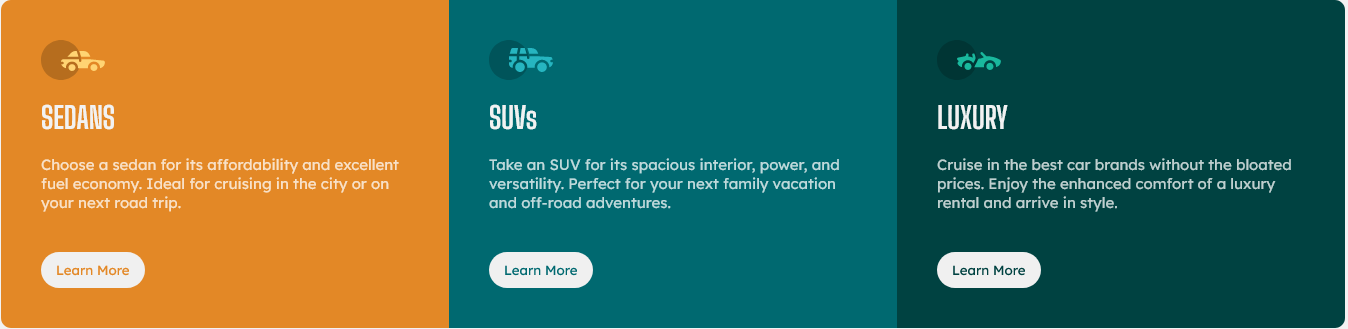 SEDANS
Choose a sedan for its affordability and excellent
fuel economy. Ideal for cruising in the city or on
your next road trip.
Learn More
SUVs
Take an SUV for its spacious interior, power, and
versatility. Perfect for your next family vacation
and off-road adventures.
Learn More
LUXURY
Cruise in the best car brands without the bloated
prices. Enjoy the enhanced comfort of a luxury
rental and arrive in style.
Learn More